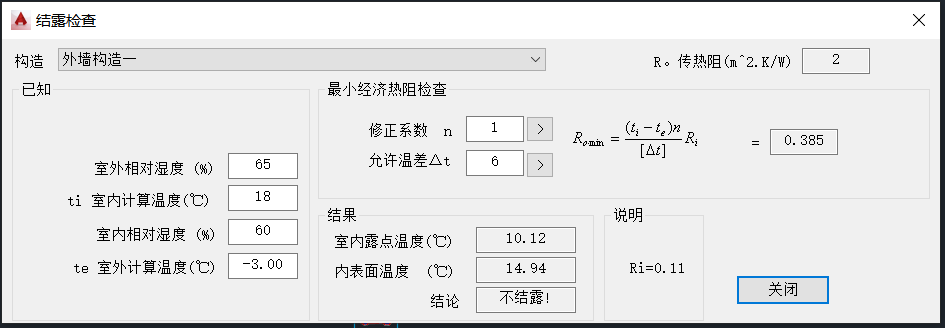 结露检查
构造 外墙构造一 R。传热阻(m^2.K/W) 2
已知
室外相对湿度 (%) 65
ti 室内计算温度(℃) 18
室内相对湿度 (%) 60
te 室外计算温度(℃) -3.00
最小经济热阻检查
修正系数 n 1 >
允许温差△t 6 >
R_{o·min} = \frac{(t_i - t_e)n}{[Δt]} R_i = 0.385
结果
室内露点温度(℃) 10.12
内表面温度 (℃) 14.94
结论 不结露!
说明
Ri=0.11
关闭